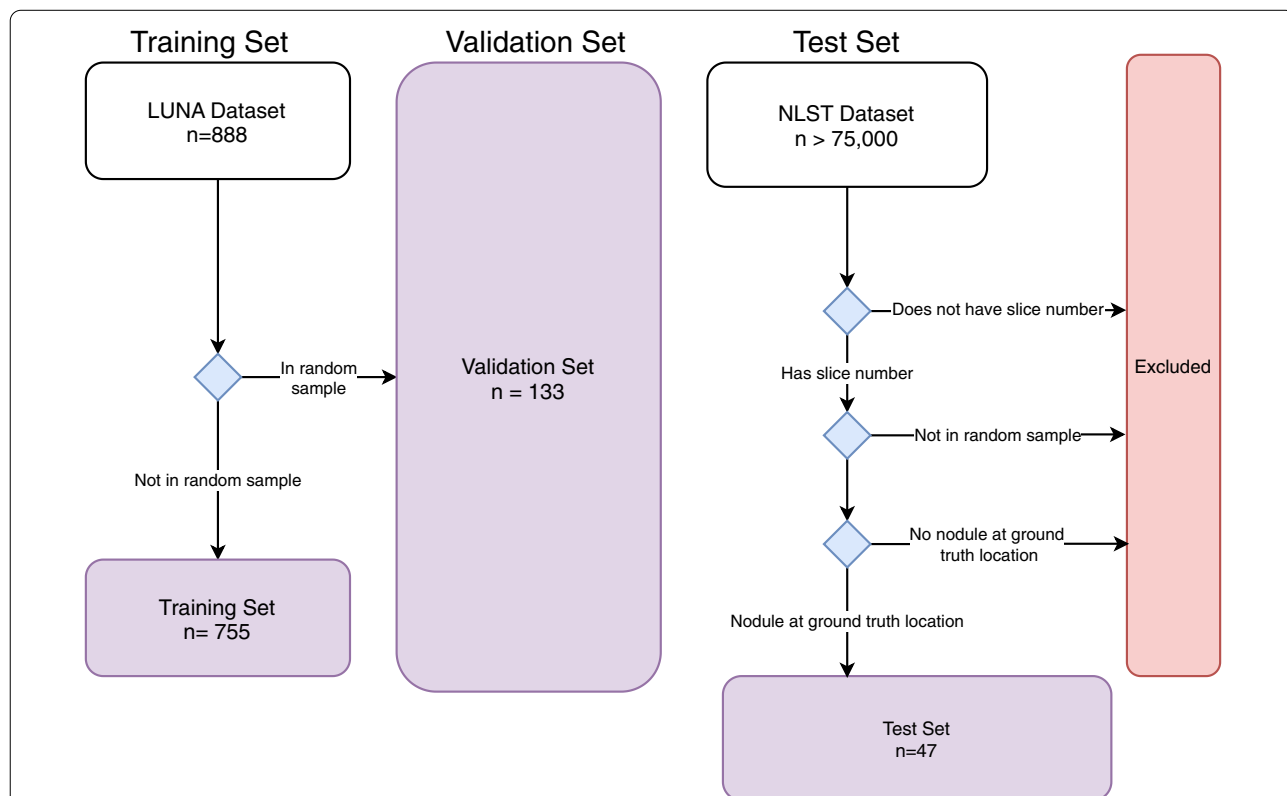 Training Set
Validation Set
Test Set
LUNA Dataset
n=888
In random
sample
Not in random sample
Training Set
n= 755
Validation Set
n = 133
NLST Dataset
n > 75,000
Does not have slice number
Has slice number
Not in random sample
No nodule at ground
truth location
Nodule at ground truth location
Test Set
n=47
Excluded